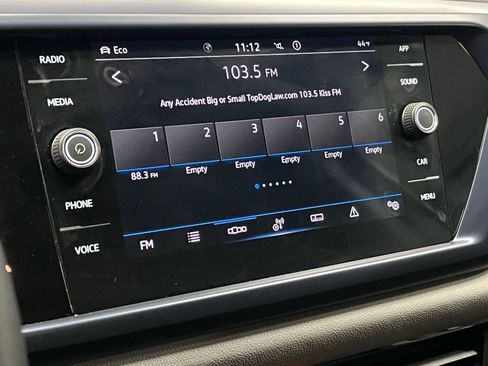 RADIO
MEDIA
PHONE
VOICE
Eco 11:12 44°F
103.5 FM
Any Accident Big or Small TopDogLaw.com 103.5 Kiss FM
1 2 3 4 5 6
88.3 FM Empty Empty Empty Empty Empty
FM
APP
SOUND
CAR
MENU